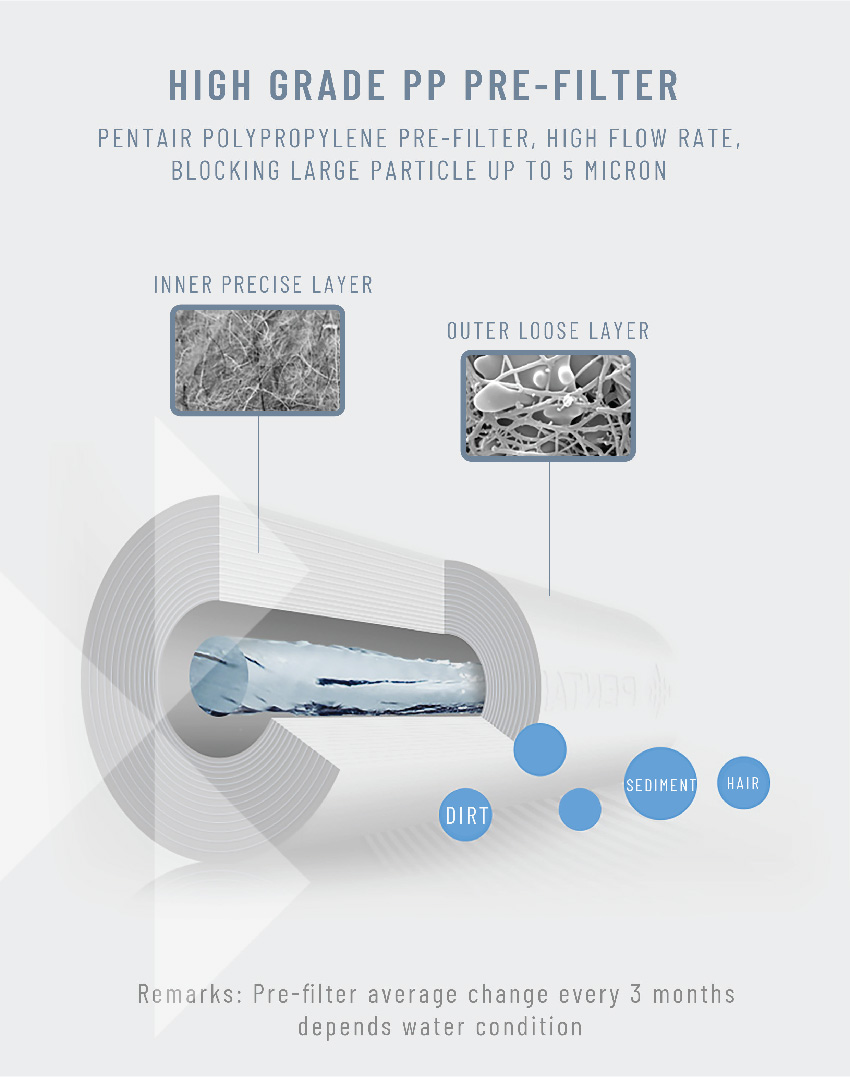 HIGH GRADE PP PRE-FILTER
PENTAIR POLYPROPYLENE PRE-FILTER, HIGH FLOW RATE,
BLOCKING LARGE PARTICLE UP TO 5 MICRON
INNER PRECISE LAYER
OUTER LOOSE LAYER
DIRT
SEDIMENT
HAIR
Remarks: Pre-filter average change every 3 months
depends water condition